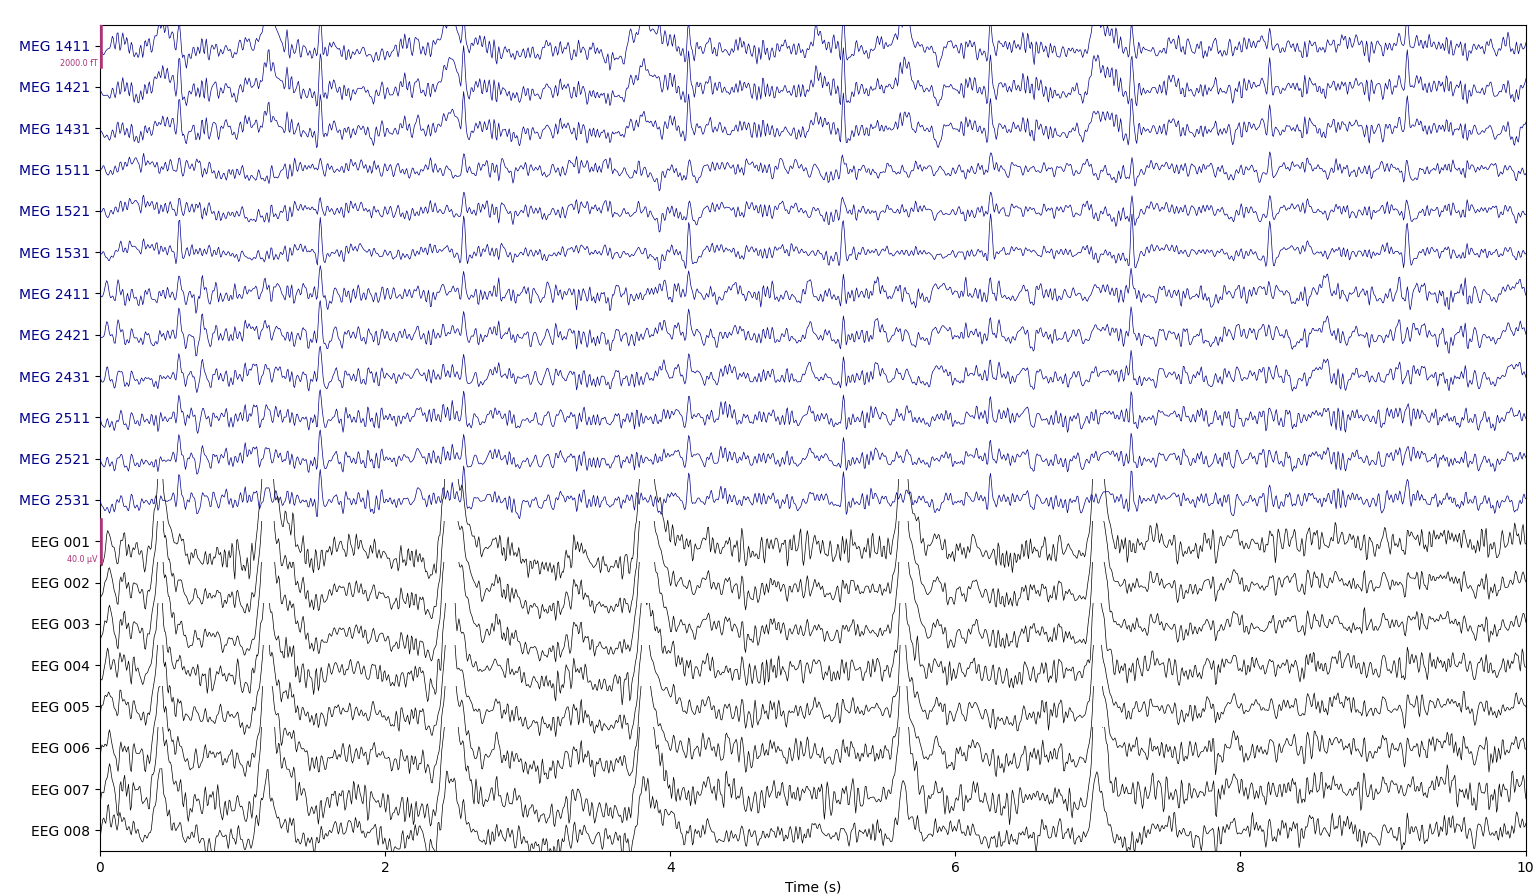 MEG 1411
2000.0 fT
MEG 1421
MEG 1431
MEG 1511
MEG 1521
MEG 1531
MEG 2411
MEG 2421
MEG 2431
MEG 2511
MEG 2521
MEG 2531
EEG 001
40.0 µV
EEG 002
EEG 003
EEG 004
EEG 005
EEG 006
EEG 007
EEG 008
0 2 4 6 8 10
Time (s)